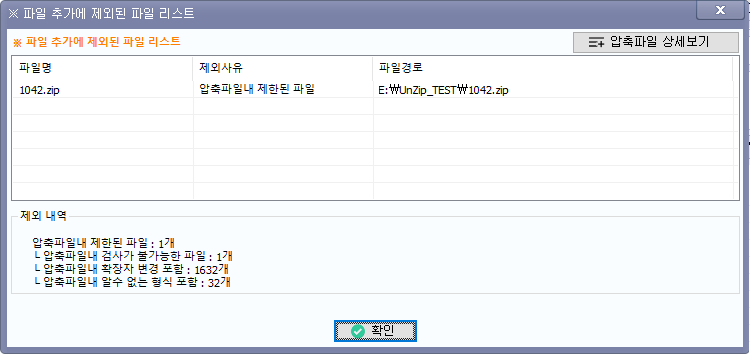 ※ 파일 추가에 제외된 파일 리스트
※ 파일 추가에 제외된 파일 리스트
압축파일 상세보기
파일명 제외사유 파일경로
1042.zip 압축파일내 제한된 파일 E:₩UnZip_TEST₩1042.zip
제외 내역
압축파일내 제한된 파일 : 1개
└ 압축파일내 검사가 불가능한 파일 : 1개
└ 압축파일내 확장자 변경 포함 : 1632개
└ 압축파일내 알수 없는 형식 포함 : 32개
확인